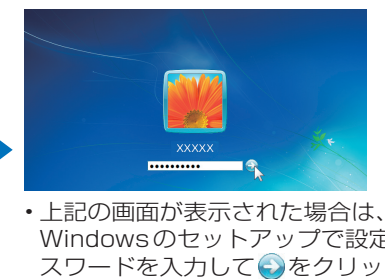 XXXXX
••••••••••
・上記の画面が表示された場合は、
Windowsのセットアップで設定
スワードを入力して をクリッ